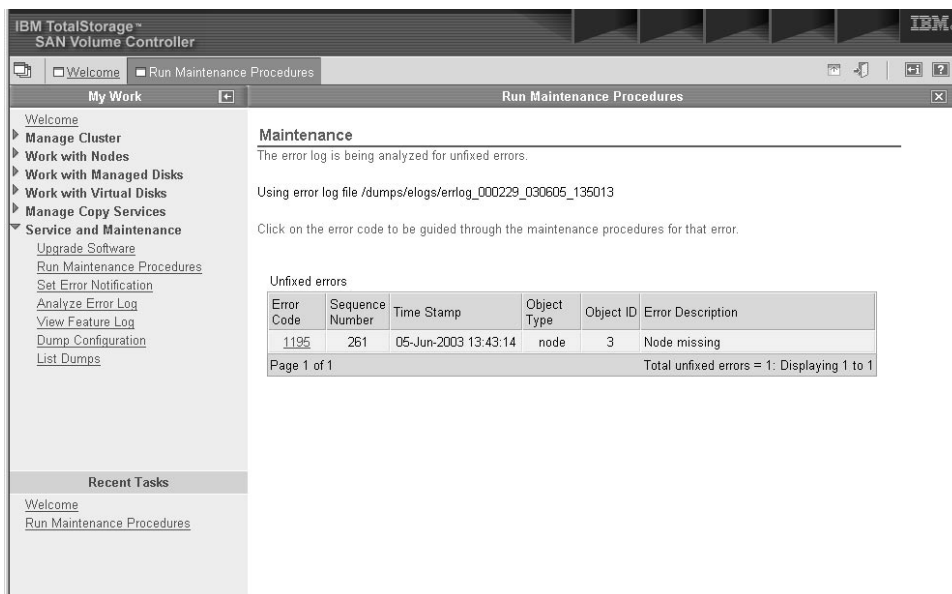 IBM TotalStorage™
SAN Volume Controller
IBM
Welcome
Run Maintenance Procedures
My Work
Run Maintenance Procedures
Welcome
Manage Cluster
Work with Nodes
Work with Managed Disks
Work with Virtual Disks
Manage Copy Services
Service and Maintenance
Upgrade Software
Run Maintenance Procedures
Set Error Notification
Analyze Error Log
View Feature Log
Dump Configuration
List Dumps
Recent Tasks
Welcome
Run Maintenance Procedures
Maintenance
The error log is being analyzed for unfixed errors.
Using error log file /dumps/elogs/errlog_000229_030605_135013
Click on the error code to be guided through the maintenance procedures for that error.
Unfixed errors
Error Code Sequence Number Time Stamp Object Type Object ID Error Description
1195 261 05-Jun-2003 13:43:14 node 3 Node missing
Page 1 of 1 Total unfixed errors = 1: Displaying 1 to 1